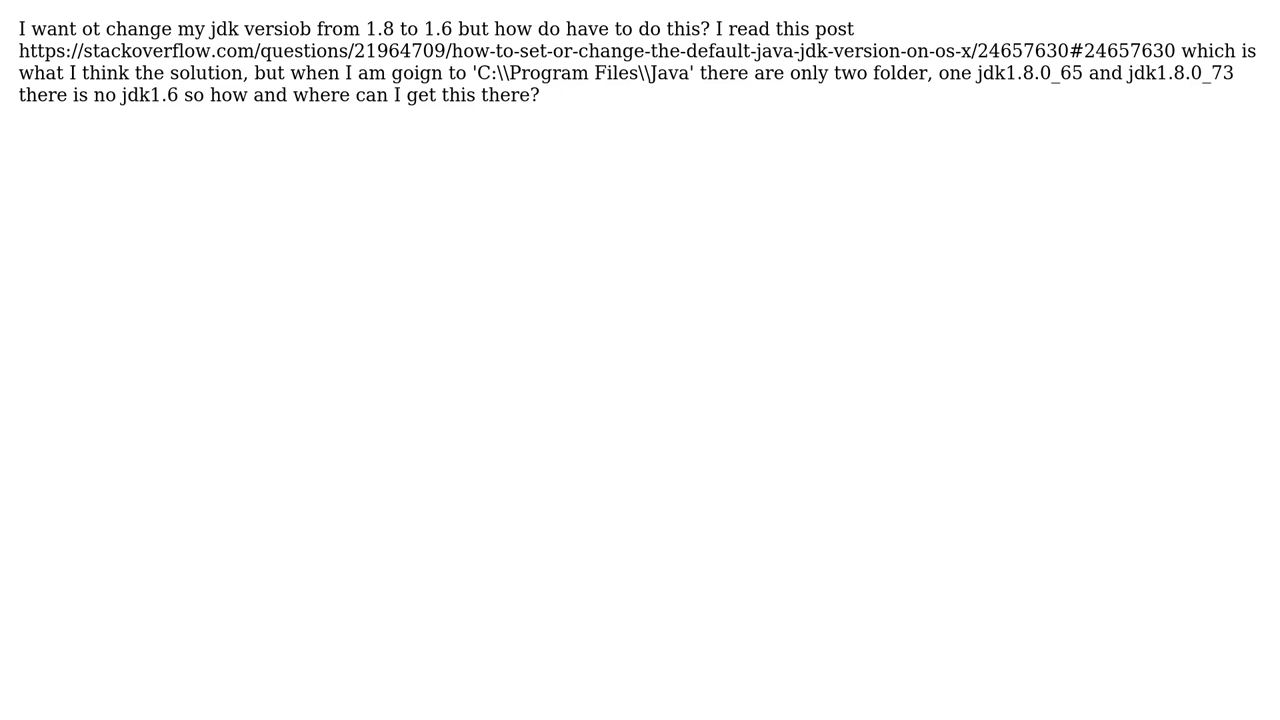 I want ot change my jdk versiob from 1.8 to 1.6 but how do have to do this? I read this post
https://stackoverflow.com/questions/21964709/how-to-set-or-change-the-default-java-jdk-version-on-os-x/24657630#24657630 which is
what I think the solution, but when I am goign to 'C:\\Program Files\\Java' there are only two folder, one jdk1.8.0_65 and jdk1.8.0_73
there is no jdk1.6 so how and where can I get this there?